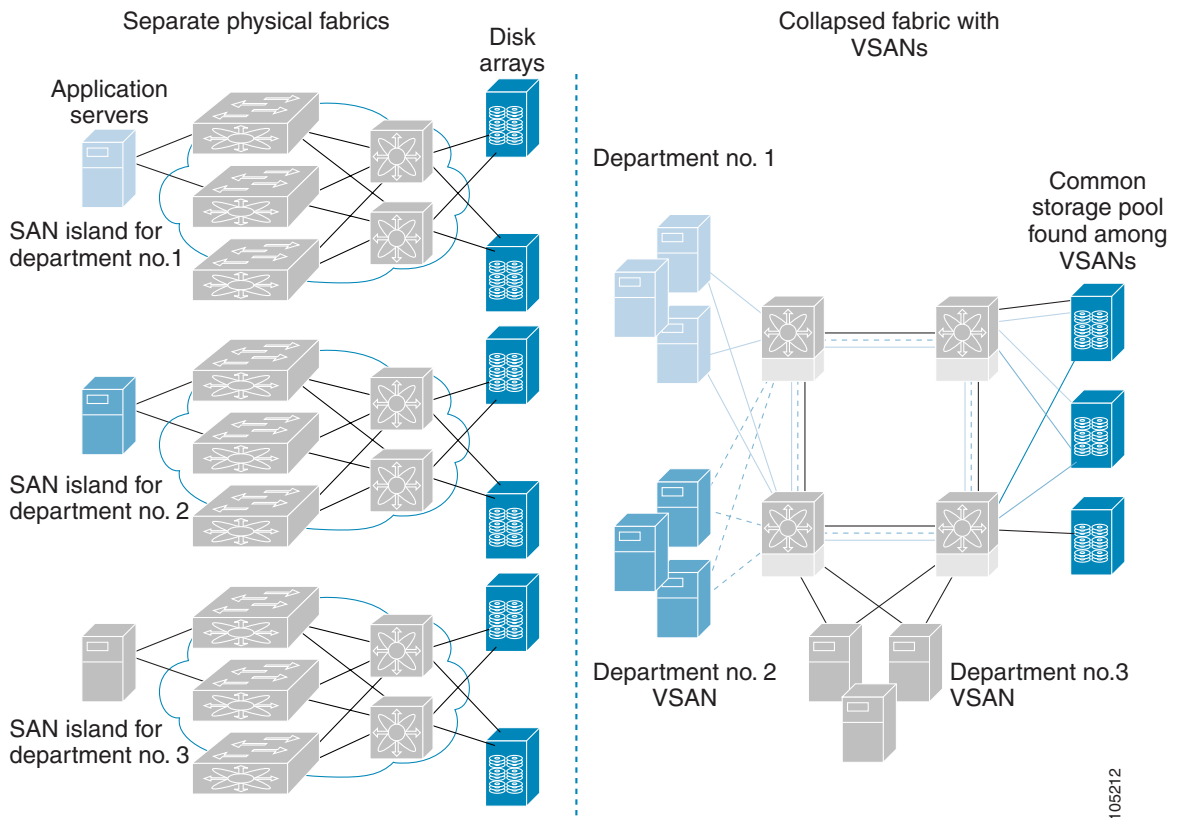 Separate physical fabrics
Disk
arrays
Application
servers
SAN island for
department no.1
SAN island for
department no. 2
SAN island for
department no. 3
Collapsed fabric with
VSANs
Department no. 1
Common
storage pool
found among
VSANs
Department no. 2
VSAN
Department no.3
VSAN
105212